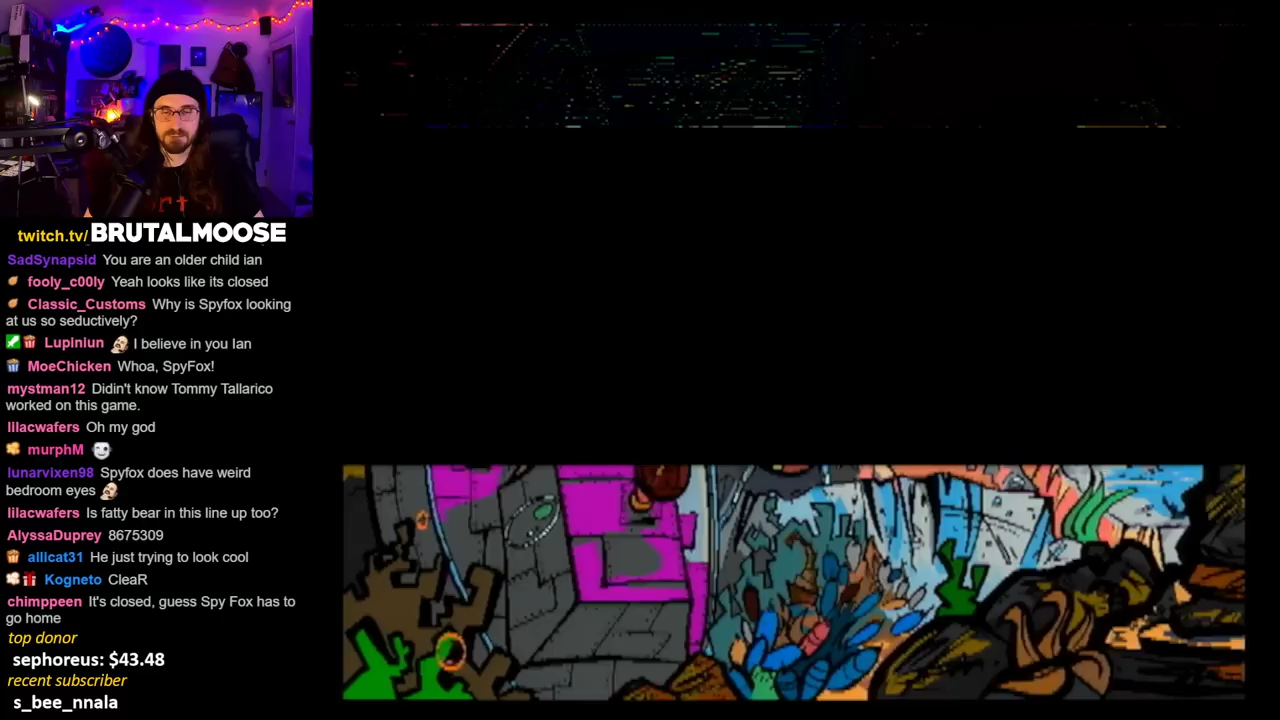 twitch.tv/BRUTALMOOSE
SadSynapsid You are an older child ian
fooly_c00ly Yeah looks like its closed
Classic_Customs Why is Spyfox looking
at us so seductively?
Lupiniun I believe in you Ian
MoeChicken Whoa, SpyFox!
mystman12 Didin't know Tommy Tallarico
worked on this game.
lilacwafers Oh my god
murphM
lunarvixen98 Spyfox does have weird
bedroom eyes
lilacwafers Is fatty bear in this line up too?
AlyssaDuprey 8675309
allcat31 He just trying to look cool
Kogneto CleaR
chimppeen It's closed, guess Spy Fox has to
go home
top donor
sephoreus: $43.48
recent subscriber
s_bee_nnala